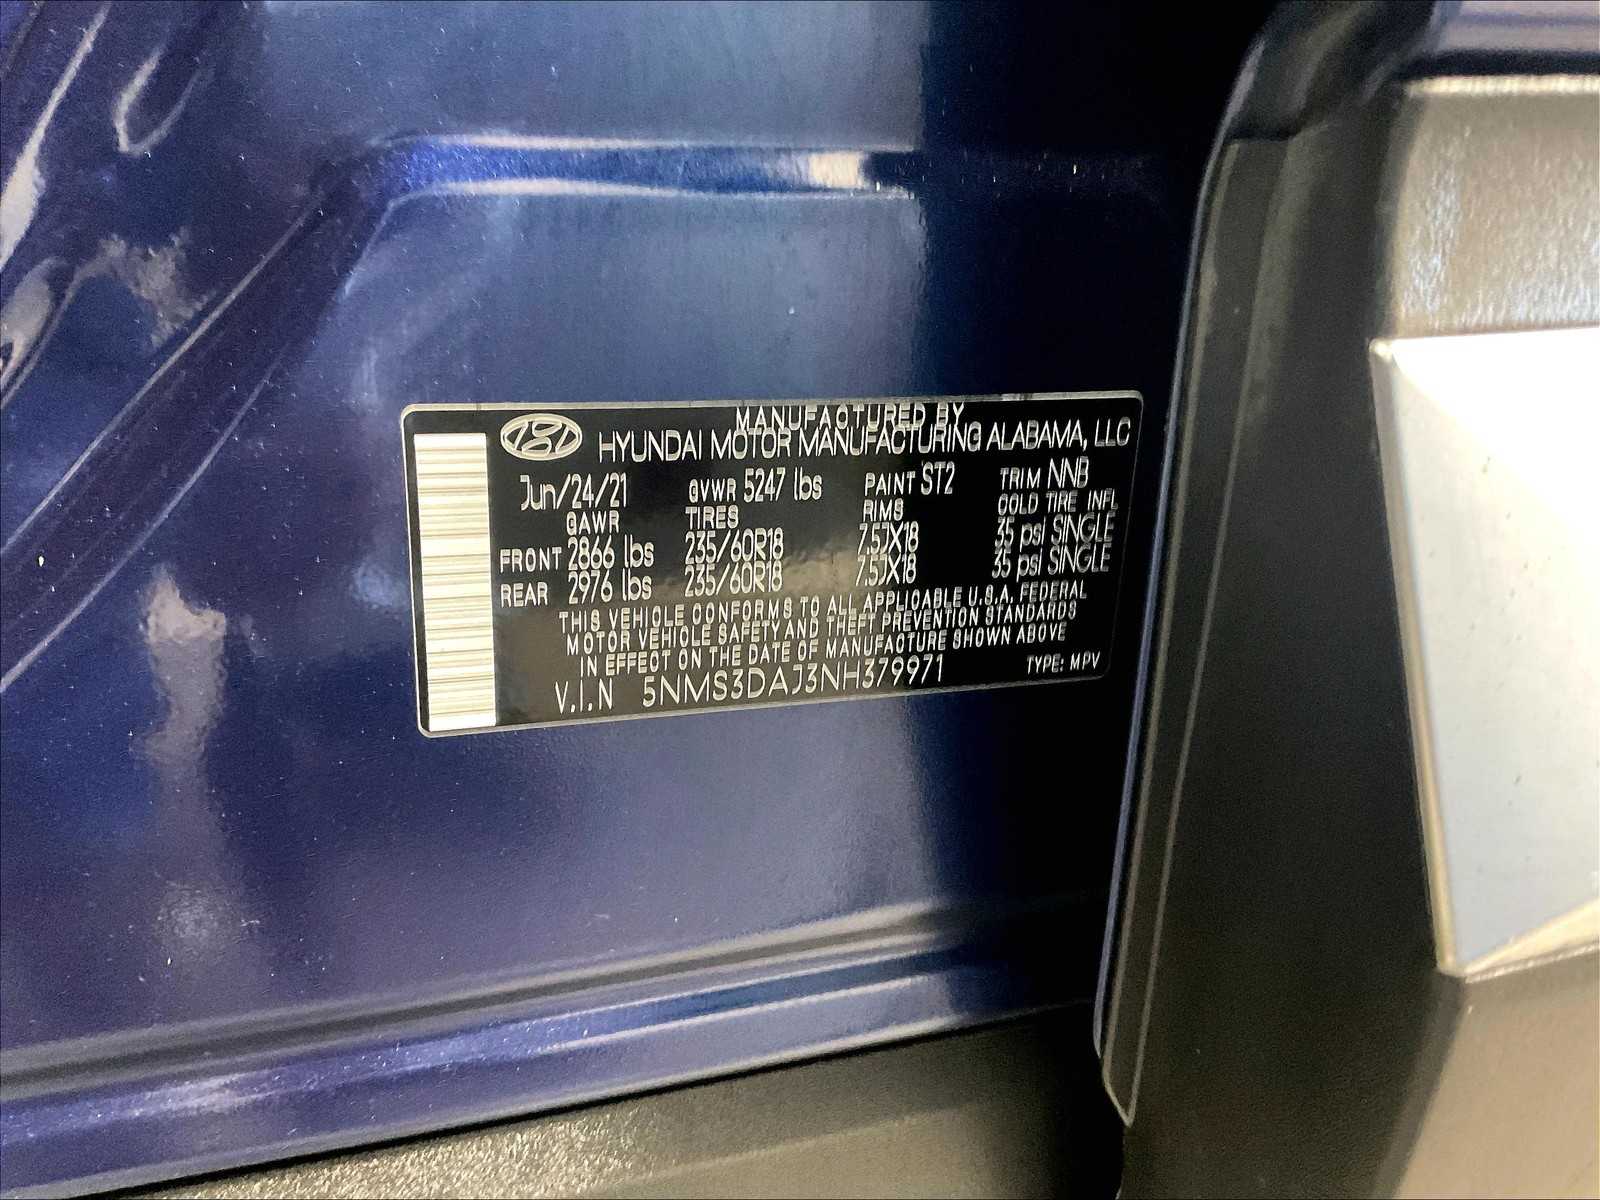 MANUFACTURED BY
HYUNDAI MOTOR MANUFACTURING ALABAMA, LLC
Jun/24/21 GVWR 5247 lbs PAINT ST2 TRIM NNB
GAWR TIRES RIMS COLD TIRE INFL
FRONT 2866 lbs 235/60R18 7.5JX18 35 psi SINGLE
REAR 2976 lbs 235/60R18 7.5JX18 35 psi SINGLE
THIS VEHICLE CONFORMS TO ALL APPLICABLE U.S.A. FEDERAL
MOTOR VEHICLE SAFETY AND THEFT PREVENTION STANDARDS
IN EFFECT ON THE DATE OF MANUFACTURE SHOWN ABOVE
V.I.N 5NMS3DAJ3NH379971 TYPE: MPV